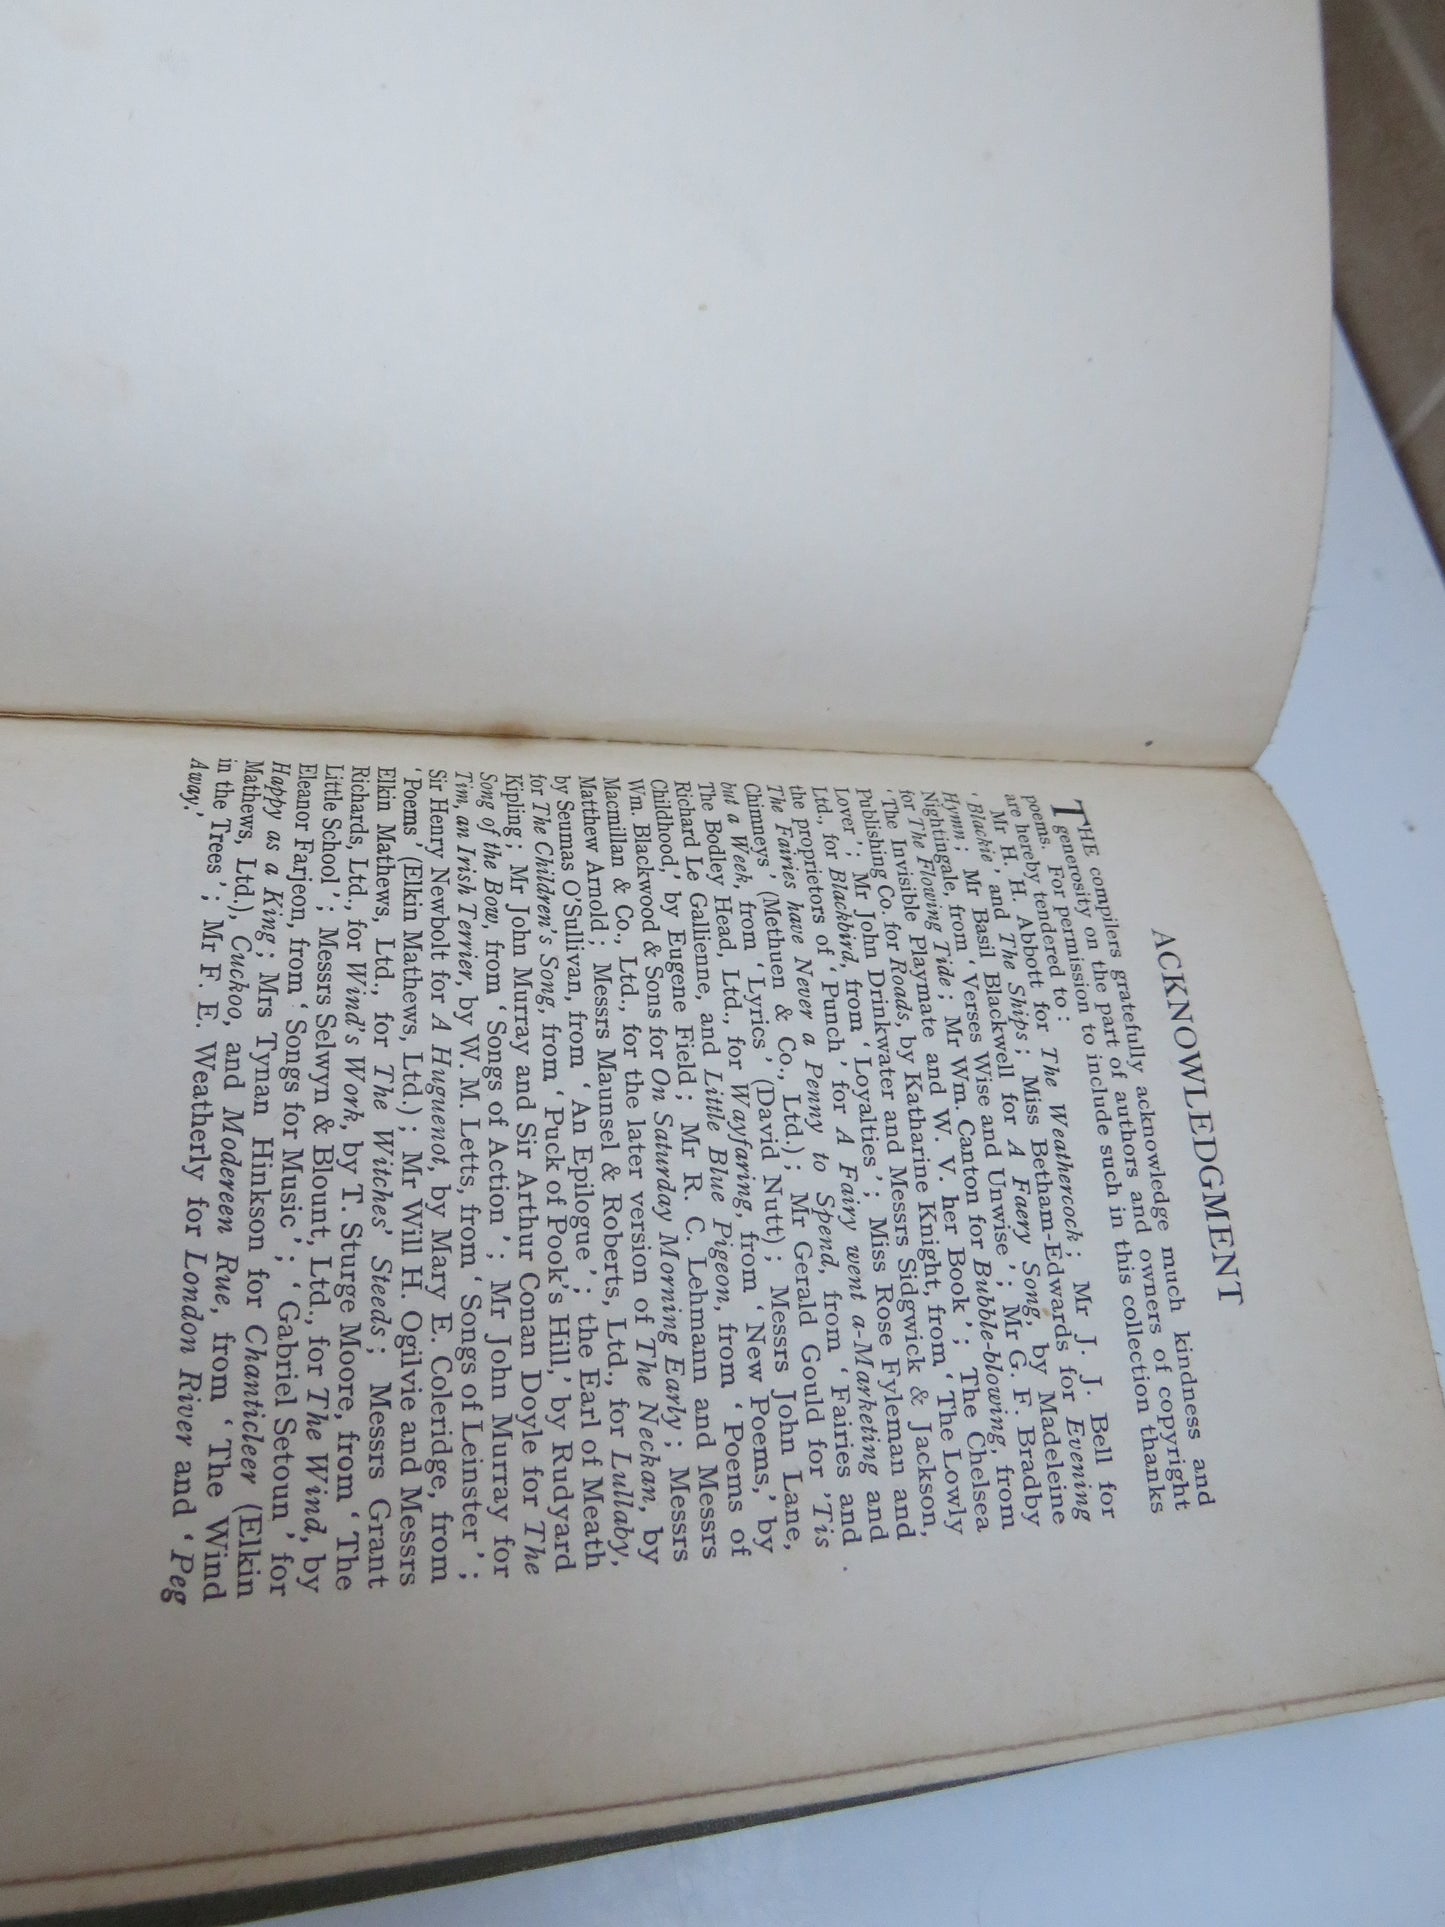 ACKNOWLEDGMENT
THE compilers gratefully acknowledge much kindness and
generosity on the part of authors and owners of copyright
poems. For permission to include such in this collection thanks
are hereby tendered to: The Weathercock; Mr J. J. Bell for
Mr H. H. Abbott for The Weathercock; Miss Betham-Edwards for Evening
'Blackie', and The Ships; Mr G. F. Bradby
Hymn; Mr Basil Blackwell for A Faery Song, by Madeleine
Nightingale, from 'Verses Wise and Unwise'; Mr G. F. Bradby
for The Flowing Tide; Mr Wm. Canton for Bubble-blowing, from
'The Invisible Playmate and W. V. her Book'; The Chelsea
Publishing Co. for Roads, by Katharine Knight, from 'The Lowly
Lover'; Mr John Drinkwater and Messrs Sidgwick & Jackson,
Ltd., for Blackbird, from 'Loyalties'; Miss Rose Fyleman and
the proprietors of 'Punch' for A Fairy went a-Marketing and
The Fairies have Never a Penny to Spend, from 'Fairies and
Chimneys' (Methuen & Co., Ltd.); Mr Gerald Gould for 'Tis
but a Week, from 'Lyrics' (David Nutt); Messrs John Lane,
The Bodley Head, Ltd., for Wayfaring, from 'New Poems,' by
Richard Le Gallienne, and Little Blue Pigeon, from 'Poems of
Childhood,' by Eugene Field; Mr R. C. Lehmann and Messrs
Wm. Blackwood & Sons for On Saturday Morning Early; Messrs
Macmillan & Co., Ltd., for the later version of The Neckan, by
Matthew Arnold; Messrs Maunsel & Roberts, Ltd., for Lullaby,
by Seumas O'Sullivan, from 'An Epilogue'; the Earl of Meath
for The Children's Song, from 'Puck of Pook's Hill,' by Rudyard
Kipling; Mr John Murray and Sir Arthur Conan Doyle for The
Song of the Bow, from 'Songs of Action'; Mr John Murray for
Tim, an Irish Terrier, by W. M. Letts, from 'Songs of Leinster';
Sir Henry Newbolt for A Huguenot, by Mary E. Coleridge, from
'Poems' (Elkin Mathews, Ltd.); Mr Will H. Ogilvie and Messrs
Elkin Mathews, Ltd., for The Witches' Steeds; Messrs Grant
Richards, Ltd., for Wind's Work, by T. Sturge Moore, from 'The
Little School'; Messrs Selwyn & Blount, Ltd., for The Wind, by
Eleanor Farjeon, from 'Songs for Music'; 'Gabriel Setoun' for
Happy as a King; Mrs Tynan Hinkson for Chanticleer (Elkin
Mathews, Ltd.), Cuckoo, and Modereen Rue, from 'The Wind
in the Trees'; Mr F. E. Weatherly for London River and 'Peg
Away.'